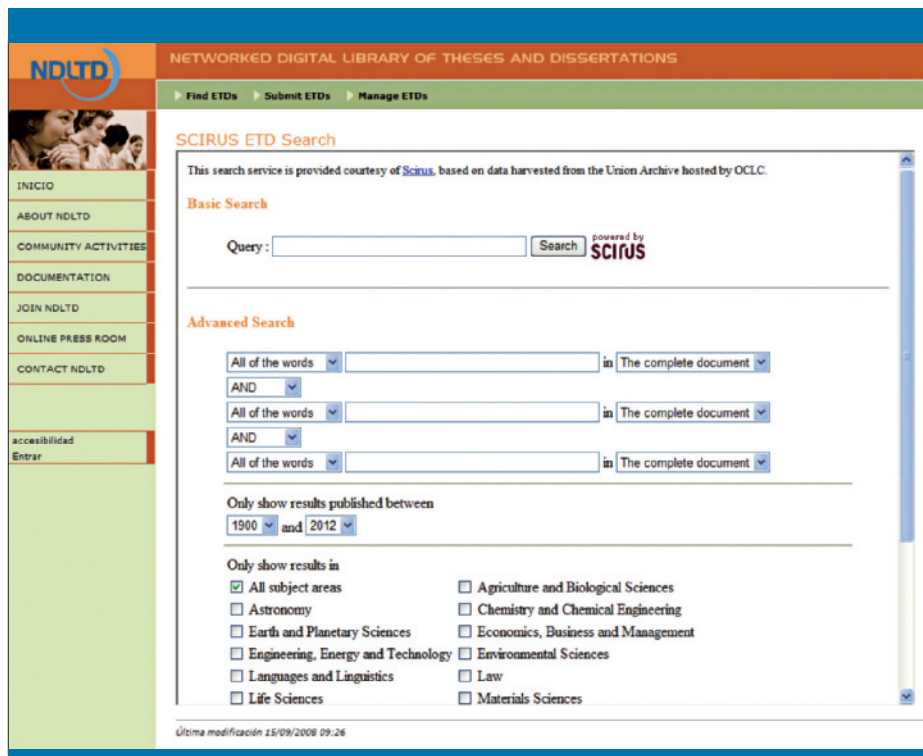 NDLTD
NETWORKED DIGITAL LIBRARY OF THESES AND DISSERTATIONS
Find ETDs Submit ETDs Manage ETDs
INICIO
ABOUT NDLTD
COMMUNITY ACTIVITIES
DOCUMENTATION
JOIN NDLTD
ONLINE PRESS ROOM
CONTACT NDLTD
accesibilidad
Entrar
SCIRUS ETD Search
This search service is provided courtesy of Scirus, based on data harvested from the Union Archive hosted by OCLC.
Basic Search
Query : Search powered by SCIRUS
Advanced Search
All of the words in The complete document
AND
All of the words in The complete document
AND
All of the words in The complete document
Only show results published between
1900 and 2012
Only show results in
All subject areas Agriculture and Biological Sciences
Astronomy Chemistry and Chemical Engineering
Earth and Planetary Sciences Economics, Business and Management
Engineering, Energy and Technology Environmental Sciences
Languages and Linguistics Law
Life Sciences Materials Sciences
Última modificación 15/09/2008 09:26